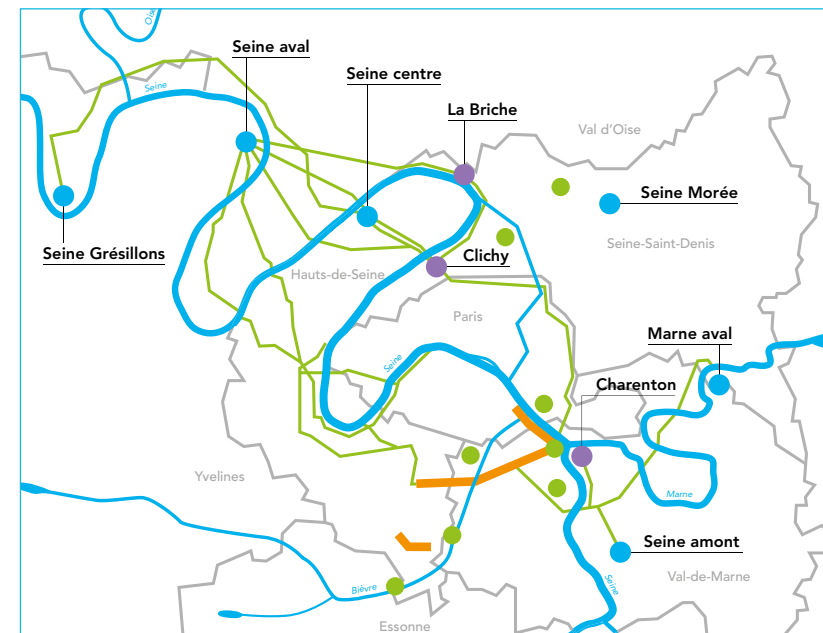 Oise
Seine aval
Seine centre
Seine
La Briche
Val d'Oise
Seine Morée
Seine-Saint-Denis
Seine Grésillons
Clichy
Hauts-de-Seine
Paris
Marne aval
Seine
Charenton
Yvelines
Marne
Seine amont
Seine
Val-de-Marne
Bièvre
Essonne